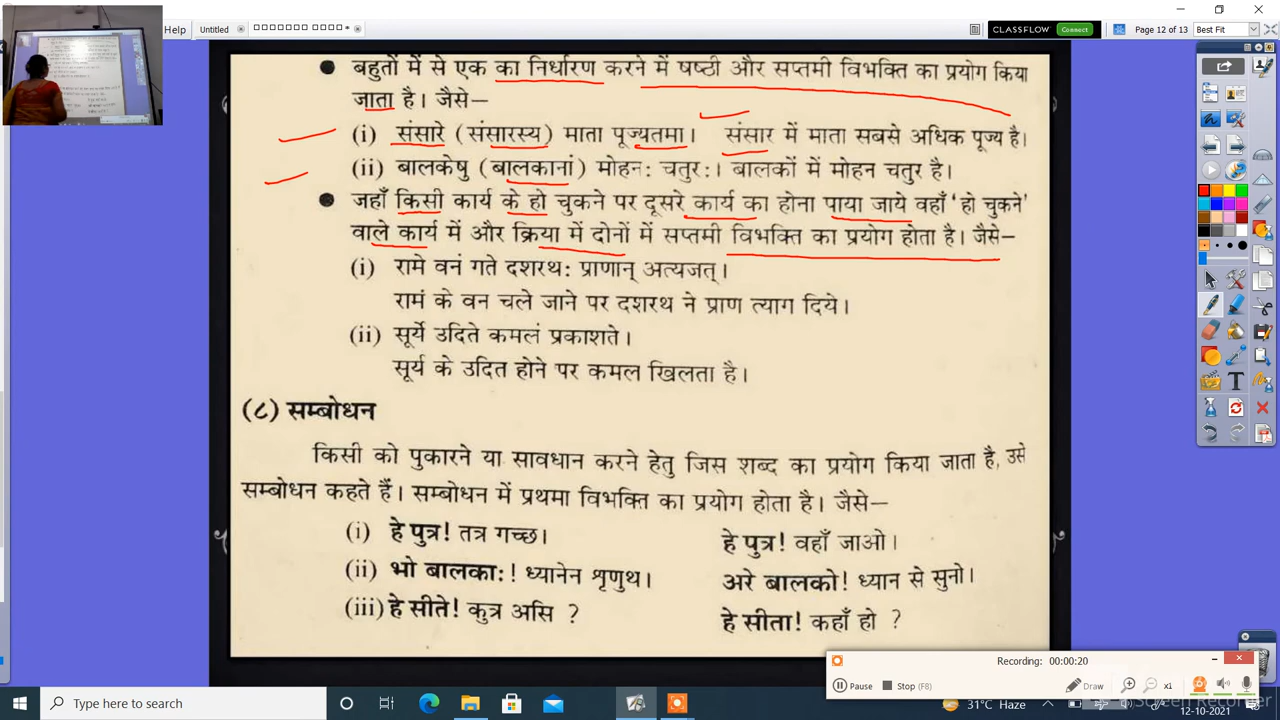 Help Untitled
CLASSFLOW Connect Page 12 of 13 Best Fit
● बहुतों में से एक का निर्धारण करने में षष्ठी और सप्तमी विभक्ति का प्रयोग किया
जाता है। जैसे–
(i) संसारे (संसारस्य) माता पूज्यतमा। संसार में माता सबसे अधिक पूज्य है।
(ii) बालकेषु (बालकानां) मोहनः चतुरः। बालकों में मोहन चतुर है।
● जहाँ किसी कार्य के हो चुकने पर दूसरे कार्य का होना पाया जाये वहाँ 'हो चुकने'
वाले कार्य में और क्रिया में दोनों में सप्तमी विभक्ति का प्रयोग होता है। जैसे–
(i) रामे वनं गते दशरथः प्राणान् अत्यजत्।
रामं के वन चले जाने पर दशरथ ने प्राण त्याग दिये।
(ii) सूर्ये उदिते कमलं प्रकाशते।
सूर्य के उदित होने पर कमल खिलता है।
(८) सम्बोधन
किसी को पुकारने या सावधान करने हेतु जिस शब्द का प्रयोग किया जाता है, उसे
सम्बोधन कहते हैं। सम्बोधन में प्रथमा विभक्ति का प्रयोग होता है। जैसे–
(i) हे पुत्र! तत्र गच्छ। हे पुत्र! वहाँ जाओ।
(ii) भो बालकाः! ध्यानेन श्रृणुथ। अरे बालको! ध्यान से सुनो।
(iii) हे सीते! कुत्र असि ? हे सीता! कहाँ हो ?
Recording: 00:00:20
Pause Stop (F8) Draw x1
Type here to search
31°C Haze 12-10-2021